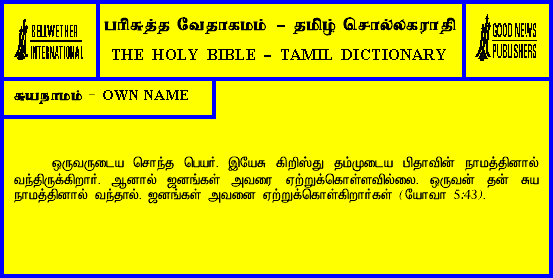 BELLWETHER
INTERNATIONAL
பரிசுத்த வேதாகமம் - தமிழ் சொல்லகராதி
THE HOLY BIBLE - TAMIL DICTIONARY
GOOD NEWS
PUBLISHERS
சுயநாமம் - OWN NAME
ஒருவருடைய சொந்த பெயர். இயேசு கிறிஸ்து தம்முடைய பிதாவின் நாமத்தினால்
வந்திருக்கிறார். ஆனால் ஜனங்கள் அவரை ஏற்றுக்கொள்ளவில்லை. ஒருவன் தன் சுய
நாமத்தினால் வந்தால். ஜனங்கள் அவனை ஏற்றுக்கொள்கிறார்கள் (யோவா 5:43).